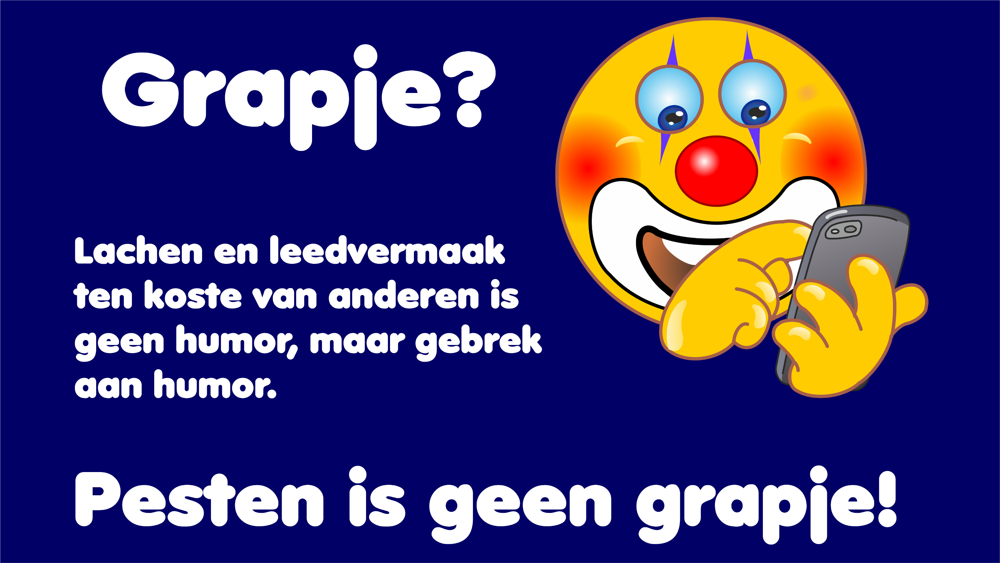 Grapje?
Lachen en leedvermaak
ten koste van anderen is
geen humor, maar gebrek
aan humor.
Pesten is geen grapje!